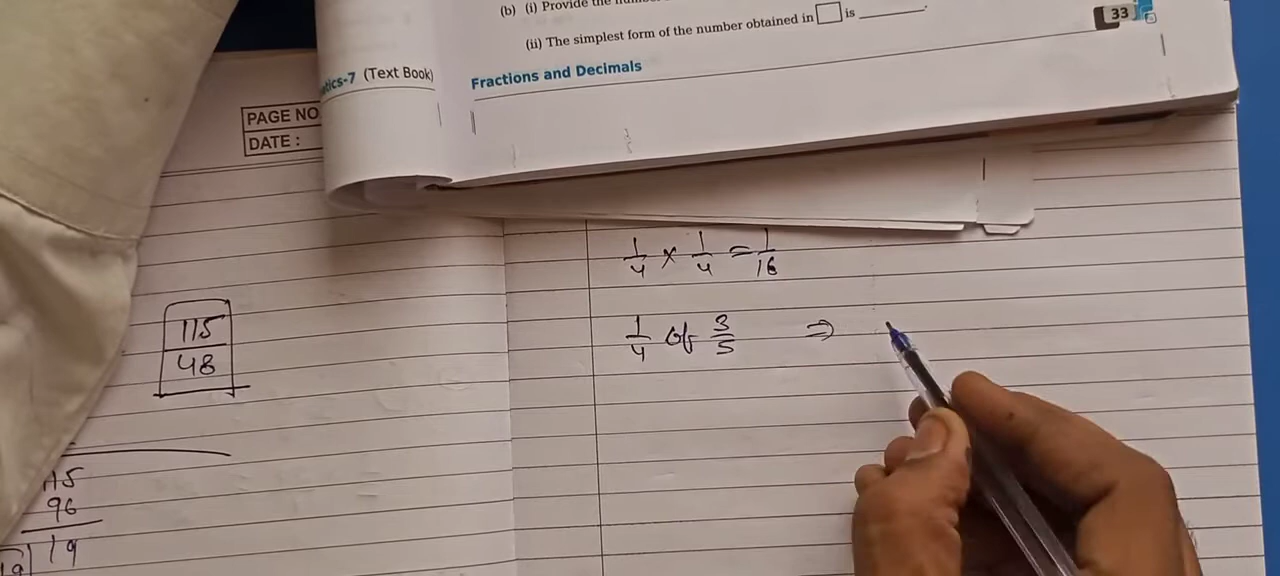 (b) (i) Provide the
(ii) The simplest form of the number obtained in □ is ________.
33
tics-7 (Text Book)
Fractions and Decimals
PAGE NO
DATE :
1/4 × 1/4 = 1/16
1/4 of 3/5 ⇒
115/48
96
19